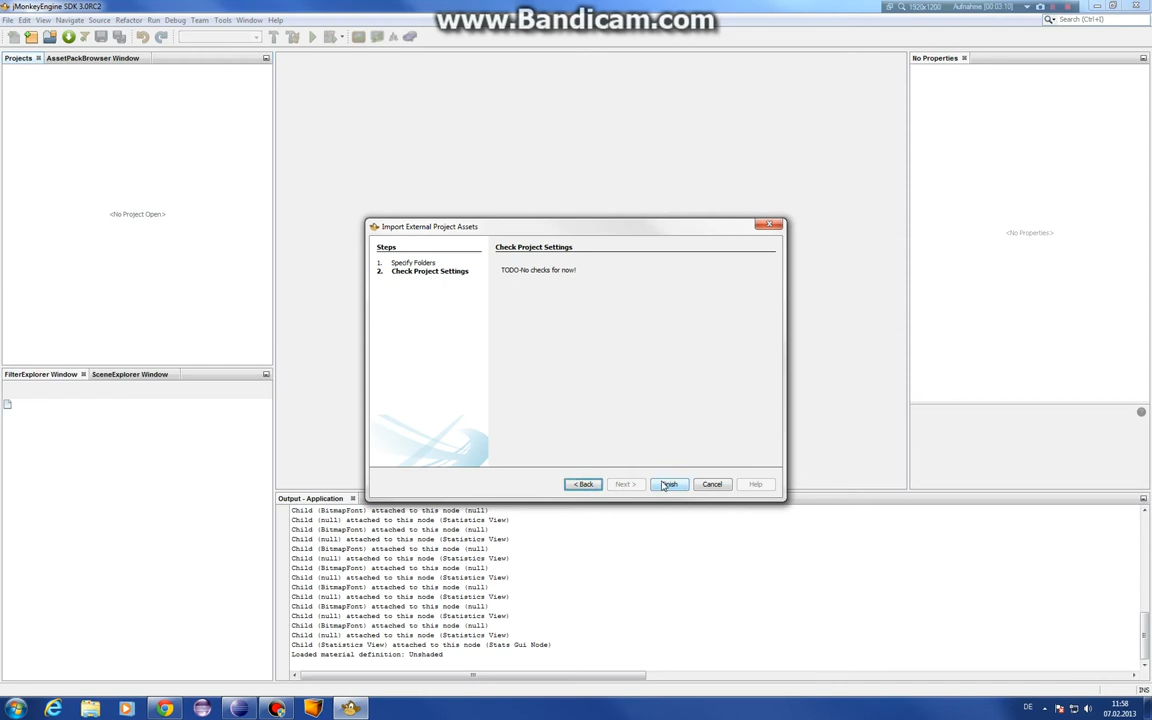 jMonkeyEngine SDK 3.0RC2
www.Bandicam.com
1920x1200
Aufnahme [00:03:10]
File Edit View Navigate Source Refactor Run Debug Team Tools Window Help
Search (Ctrl+I)
Projects
AssetPackBrowser Window
No Properties
<No Project Open>
<No Properties>
Import External Project Assets
Steps
Check Project Settings
1. Specify Folders
2. Check Project Settings
TODO-No checks for now!
< Back
Next >
Cancel
Help
FilterExplorer Window
SceneExplorer Window
Output - Application
Child (BitmapFont) attached to this node (null)
Child (null) attached to this node (Statistics View)
Child (BitmapFont) attached to this node (null)
Child (null) attached to this node (Statistics View)
Child (BitmapFont) attached to this node (null)
Child (null) attached to this node (Statistics View)
Child (BitmapFont) attached to this node (null)
Child (null) attached to this node (Statistics View)
Child (BitmapFont) attached to this node (null)
Child (null) attached to this node (Statistics View)
Child (BitmapFont) attached to this node (null)
Child (null) attached to this node (Statistics View)
Child (BitmapFont) attached to this node (null)
Child (null) attached to this node (Statistics View)
Child (Statistics View) attached to this node (Stats Gui Node)
Loaded material definition: Unshaded
INS
DE
11:58
07.02.2013